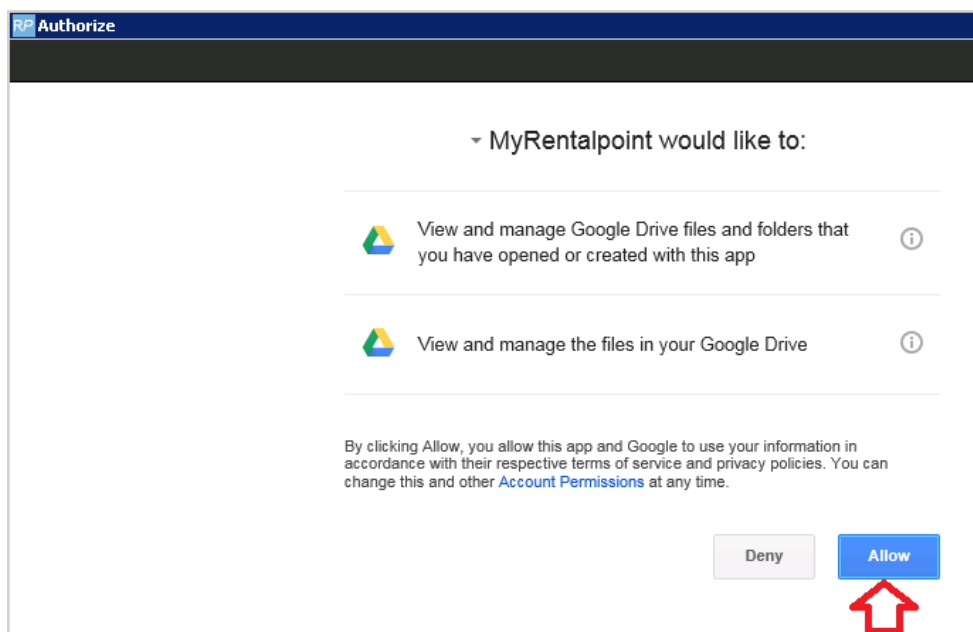 RP Authorize
MyRentalpoint would like to:
View and manage Google Drive files and folders that
you have opened or created with this app
View and manage the files in your Google Drive
By clicking Allow, you allow this app and Google to use your information in
accordance with their respective terms of service and privacy policies. You can
change this and other Account Permissions at any time.
Deny
Allow